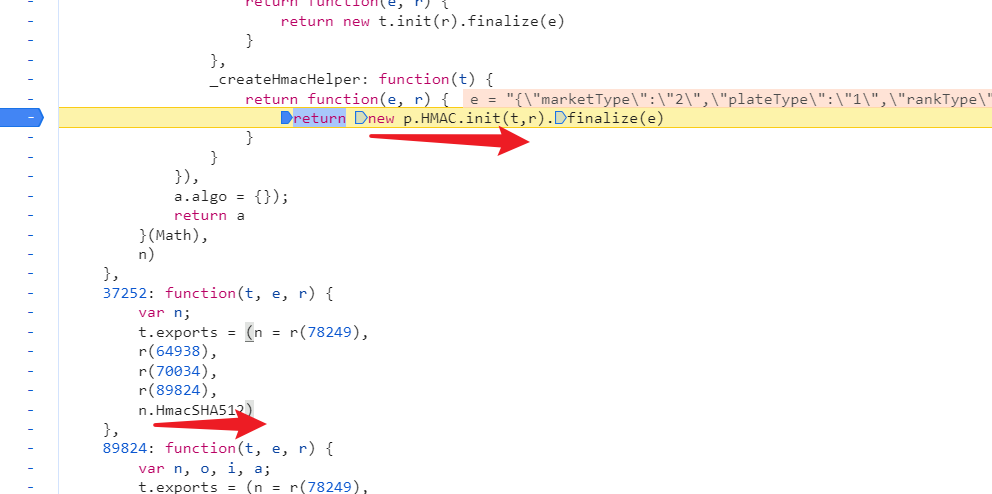 return function(e, r) {
- return new t.init(r).finalize(e)
- }
- },
- _createHmacHelper: function(t) {
- return function(e, r) { e = "{\"marketType\":\"2\",\"plateType\":\"1\",\"rankType\"
- return new p.HMAC.init(t,r).finalize(e)
- }
- }
- }),
- a.algo = {});
- return a
- }(Math),
- n)
- },
- 37252: function(t, e, r) {
- var n;
- t.exports = (n = r(78249),
- r(64938),
- r(70034),
- r(89824),
- n.HmacSHA512)
- },
- 89824: function(t, e, r) {
- var n, o, i, a;
- t.exports = (n = r(78249),